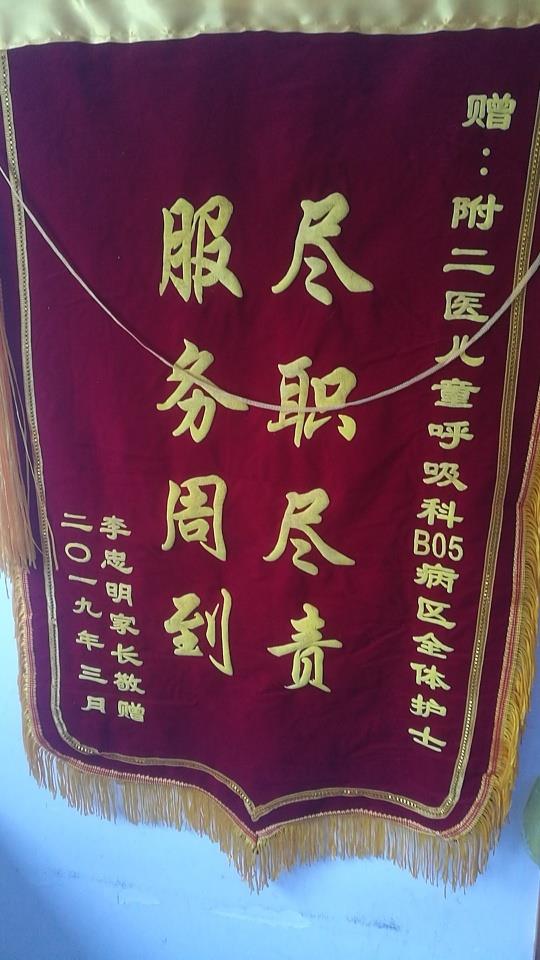 赠：附二医儿童呼吸科B05病区全体护士
尽职尽责
服务周到
李忠明家长敬赠
二〇一九年三月